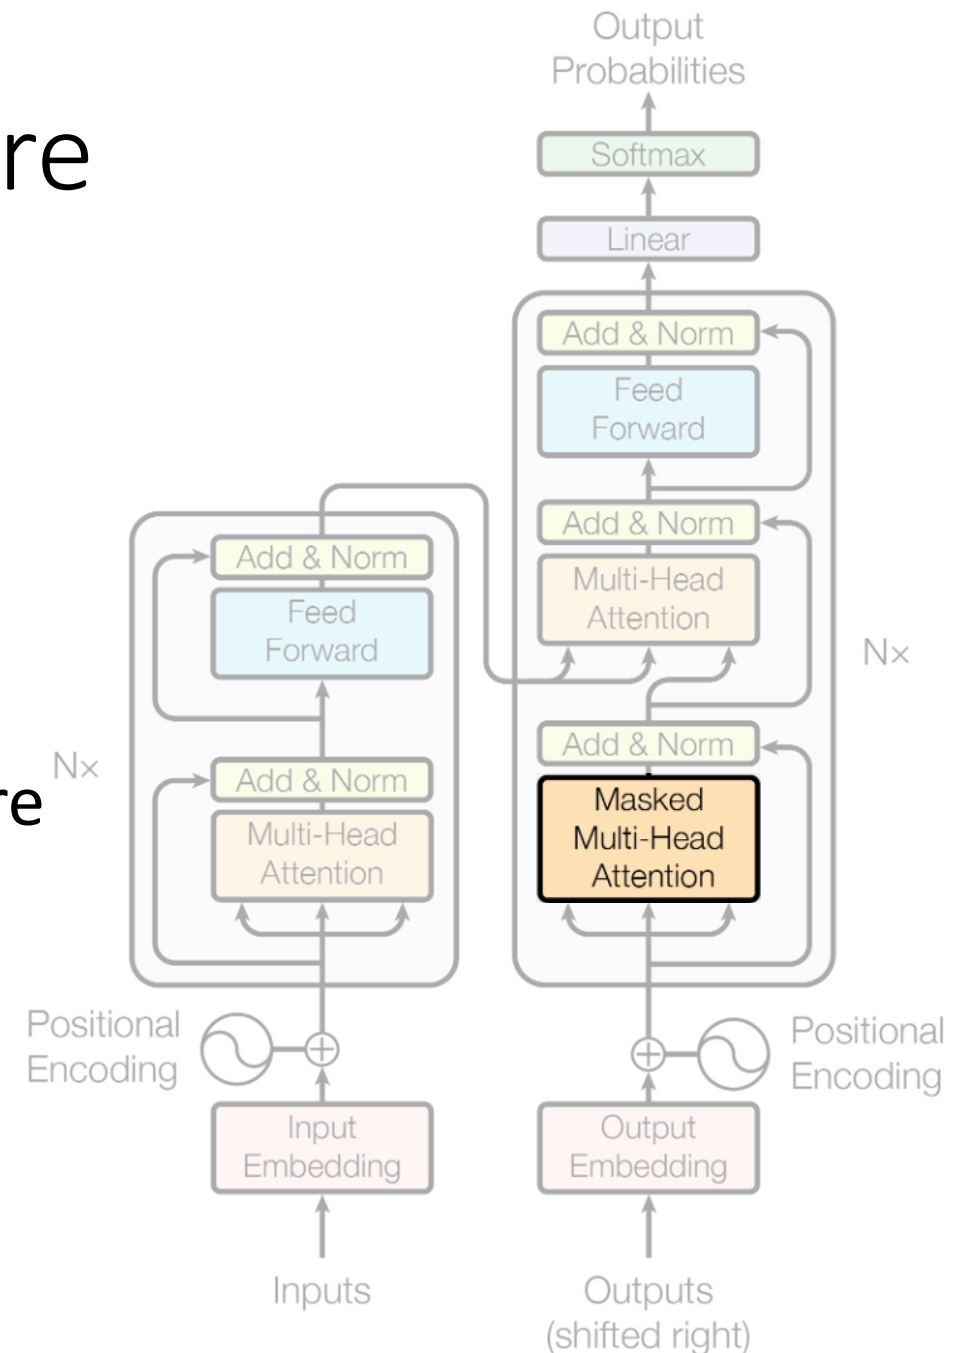 re
Output
Probabilities
Softmax
Linear
Add & Norm
Feed
Forward
Add & Norm
Multi-Head
Attention
N×
Add & Norm
Masked
Multi-Head
Attention
Positional
Encoding
Output
Embedding
Outputs
(shifted right)
Add & Norm
Feed
Forward
N×
re
Add & Norm
Multi-Head
Attention
Positional
Encoding
Input
Embedding
Inputs